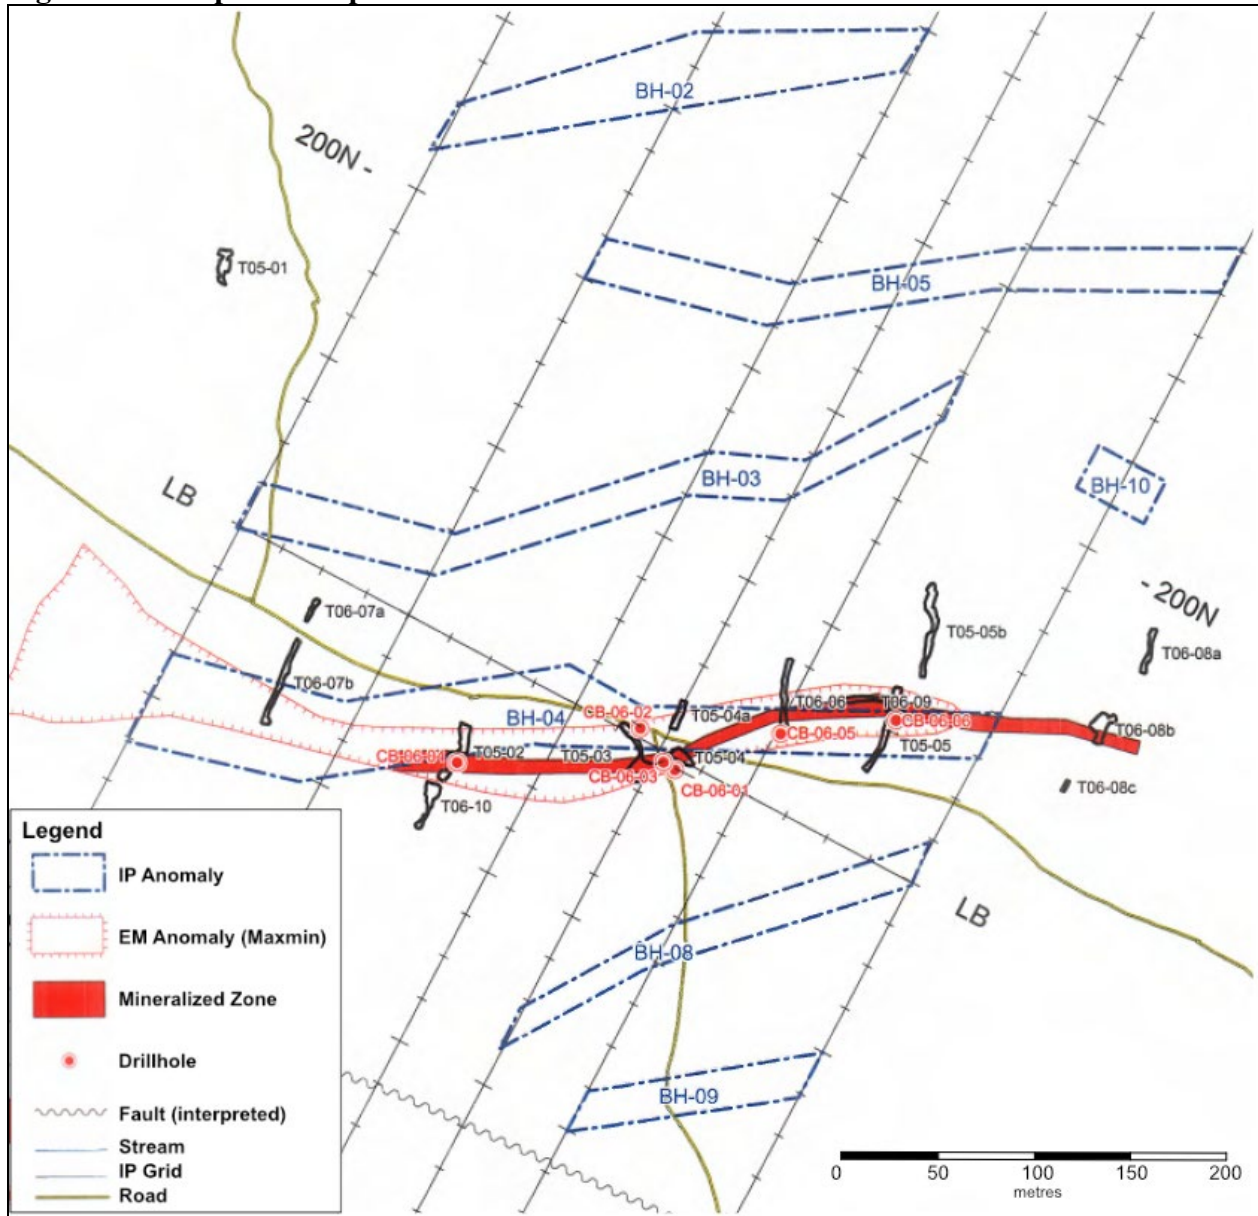 BH-02
200N -
T05-01
BH-05
BH-03
LB
BH-10
- 200N
T06-07a
T05-05b
T06-08a
T06-07b
BH-04
CB-06-02
T05-04a
T06-06
T06-09
CB-06-06
T06-08b
CB-06-05
T05-05
CB-06-01
T05-02
T05-03
T05-04
CB-06-03
CB-06-01
T06-08c
T06-10
LB
BH-08
BH-09
Legend
IP Anomaly
EM Anomaly (Maxmin)
Mineralized Zone
Drillhole
Fault (interpreted)
Stream
IP Grid
Road
0 50 100 150 200
metres